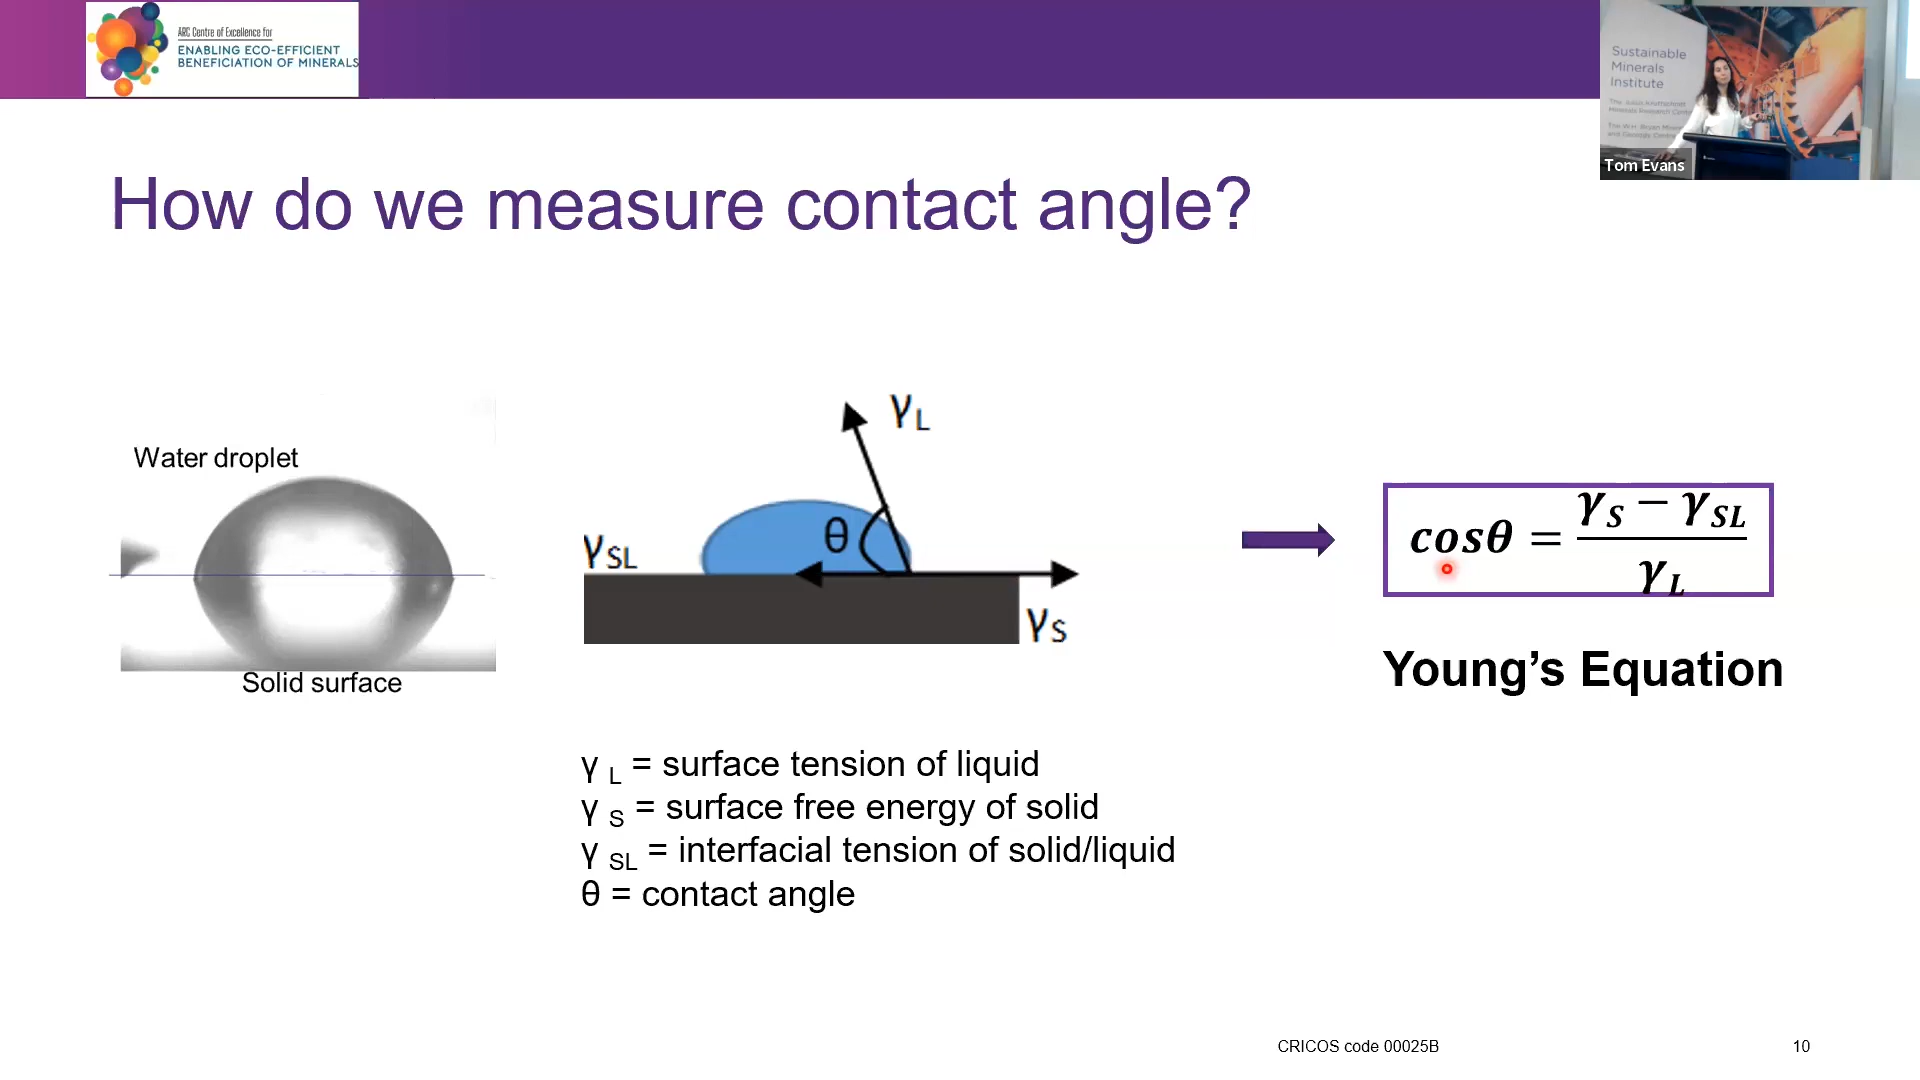 ARC Centre of Excellence for
ENABLING ECO-EFFICIENT
BENEFICIATION OF MINERALS
Sustainable
Minerals
Institute
Tom Evans
How do we measure contact angle?
Water droplet
Solid surface
γL
θ
γSL
γS
cosθ = (γS − γSL) / γL
Young’s Equation
γ L = surface tension of liquid
γ S = surface free energy of solid
γ SL = interfacial tension of solid/liquid
θ = contact angle
CRICOS code 00025B
10